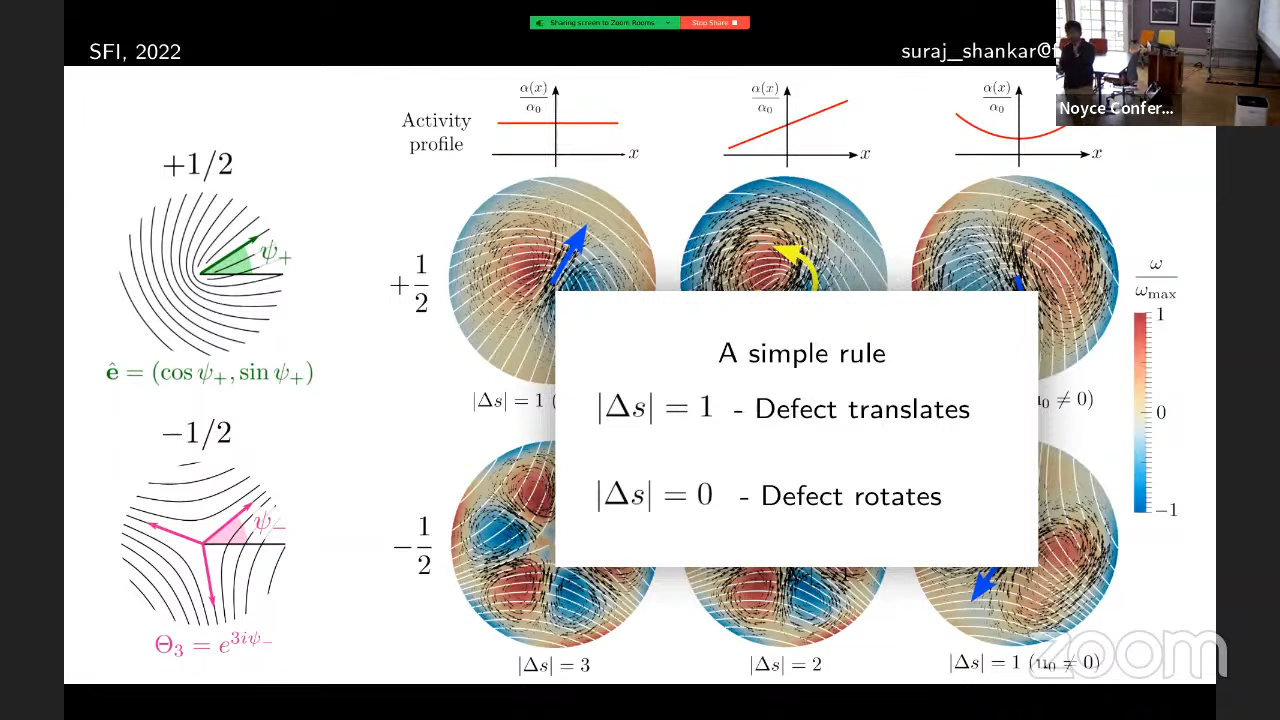 Sharing screen to Zoom Rooms
Stop Share
SFI, 2022
suraj_shankar@f
Noyce Confer...
Activity
profile
α(x)
α₀
x
α(x)
α₀
x
α(x)
α₀
x
+1/2
ψ₊
ê = (cos ψ₊, sin ψ₊)
−1/2
ψ₋
Θ₃ = e^{3iψ₋}
+ 1/2
|Δs| = 1 (
u₀ ≠ 0)
A simple rule
|Δs| = 1 - Defect translates
|Δs| = 0 - Defect rotates
− 1/2
|Δs| = 3
|Δs| = 2
|Δs| = 1 (u₀ ≠ 0)
ω
ω_max
1
0
−1
zoom